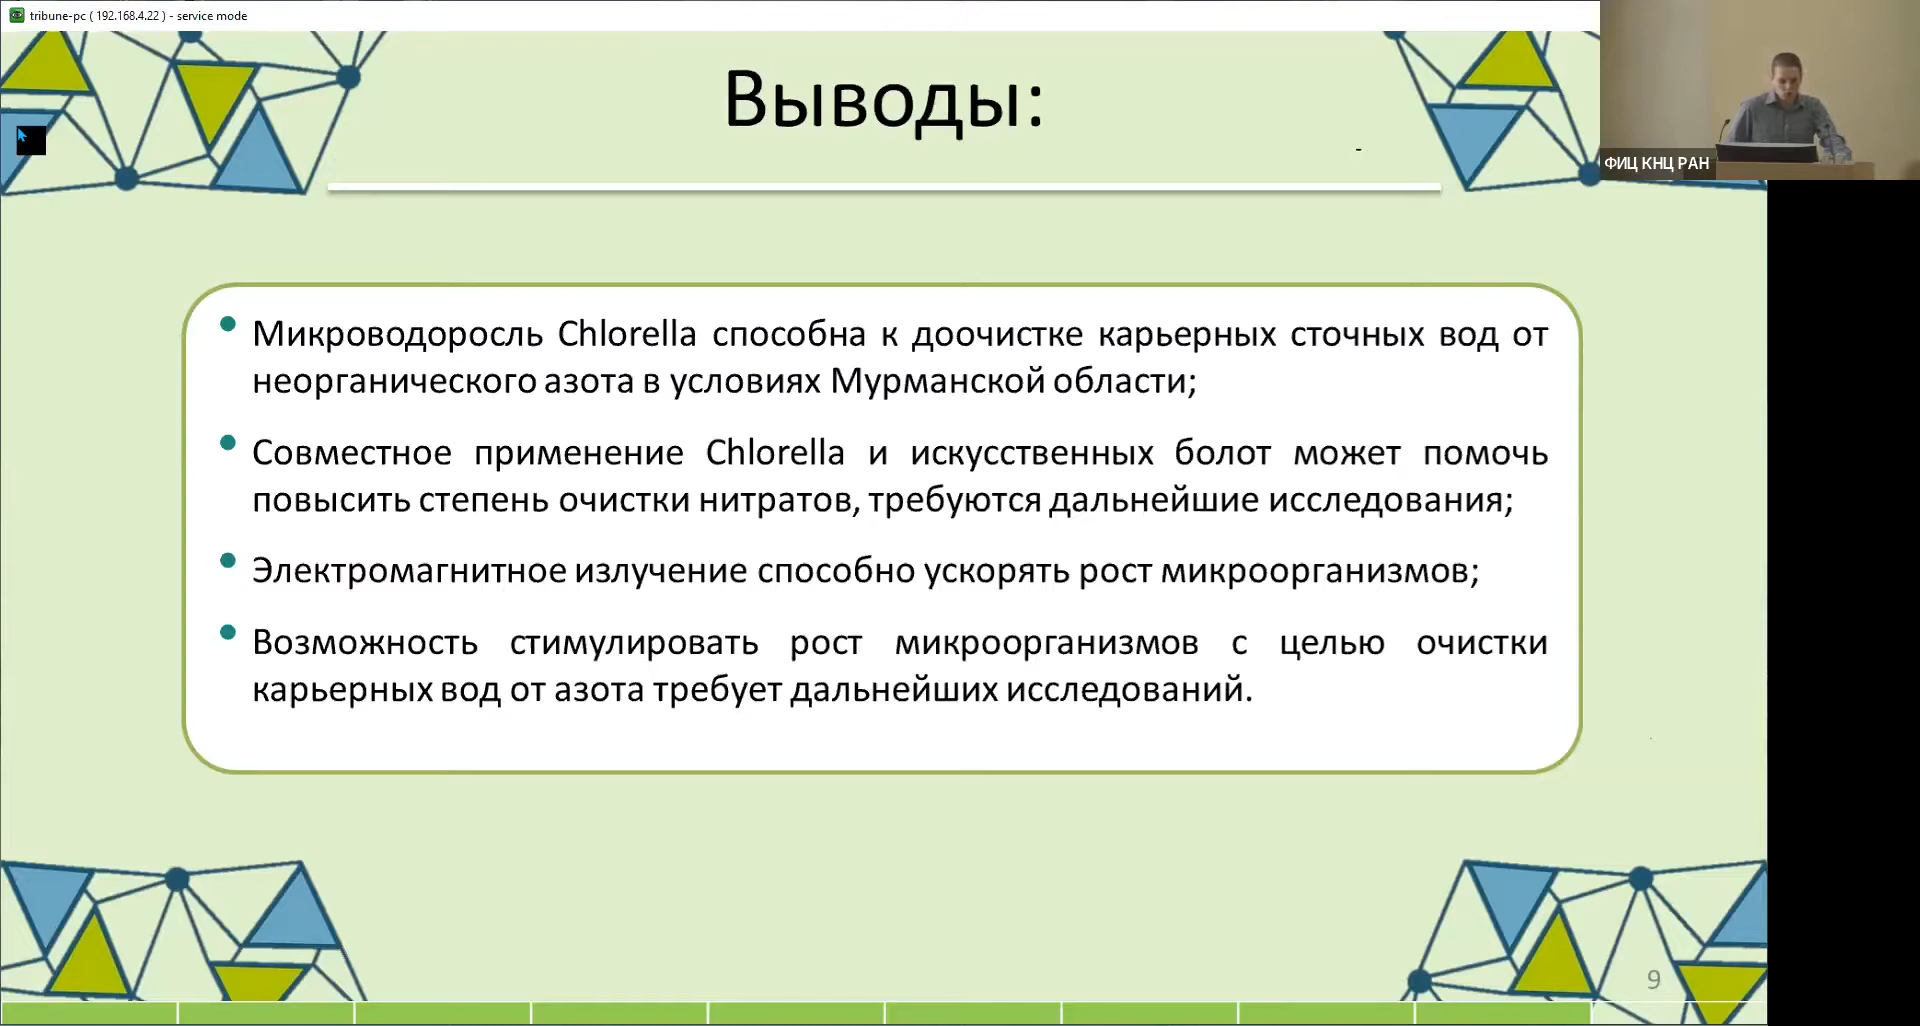 tribune-pc ( 192.168.4.22 ) - service mode
Выводы:
ФИЦ КНЦ РАН
Микроводоросль Chlorella способна к доочистке карьерных сточных вод от
неорганического азота в условиях Мурманской области;
Совместное применение Chlorella и искусственных болот может помочь
повысить степень очистки нитратов, требуются дальнейшие исследования;
Электромагнитное излучение способно ускорять рост микроорганизмов;
Возможность стимулировать рост микроорганизмов с целью очистки
карьерных вод от азота требует дальнейших исследований.
9